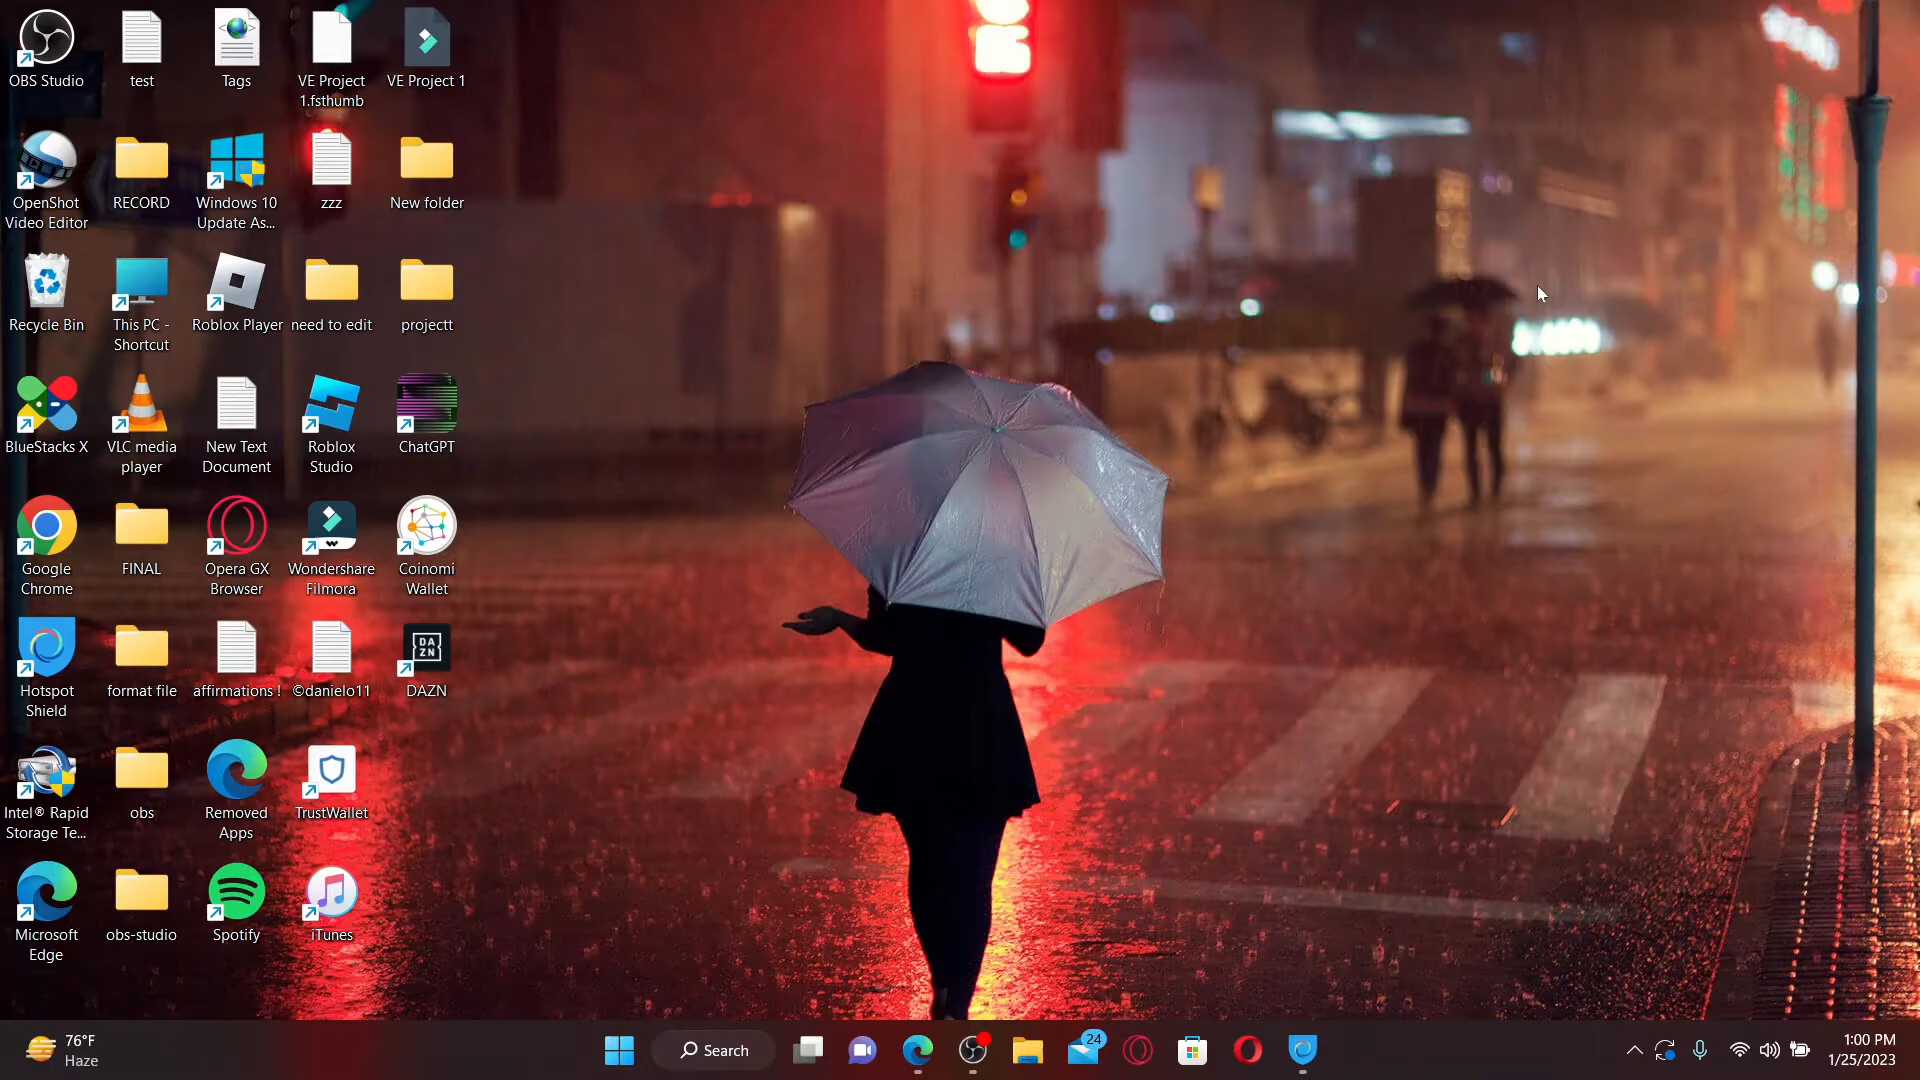 OBS Studio
test
Tags
VE Project
1.fsthumb
VE Project 1
OpenShot
Video Editor
RECORD
Windows 10
Update As...
zzz
New folder
Recycle Bin
This PC -
Shortcut
Roblox Player
need to edit
projectt
BlueStacks X
VLC media
player
New Text
Document
Roblox
Studio
ChatGPT
Google
Chrome
FINAL
Opera GX
Browser
Wondershare
Filmora
Coinomi
Wallet
Hotspot
Shield
format file
affirmations !
©danielo11
DA
ZN
DAZN
Intel® Rapid
Storage Te...
obs
Removed
Apps
TrustWallet
Microsoft
Edge
obs-studio
Spotify
iTunes
76°F
Haze
Search
24
1:00 PM
1/25/2023